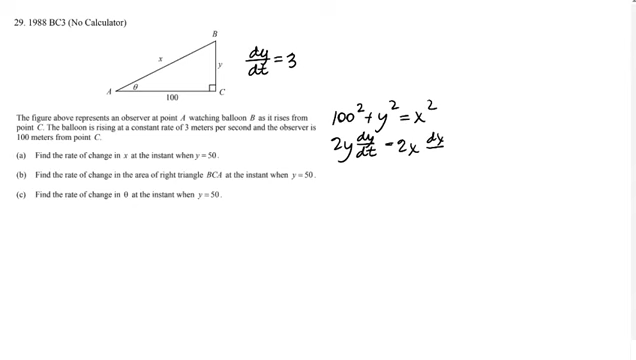 29. 1988 BC3 (No Calculator)
B
x
y
θ
A
C
100
dy/dt = 3
The figure above represents an observer at point A watching balloon B as it rises from
point C. The balloon is rising at a constant rate of 3 meters per second and the observer is
100 meters from point C.
(a) Find the rate of change in x at the instant when y = 50.
(b) Find the rate of change in the area of right triangle BCA at the instant when y = 50.
(c) Find the rate of change in θ at the instant when y = 50.
100² + y² = x²
2y dy/dt = 2x dx/